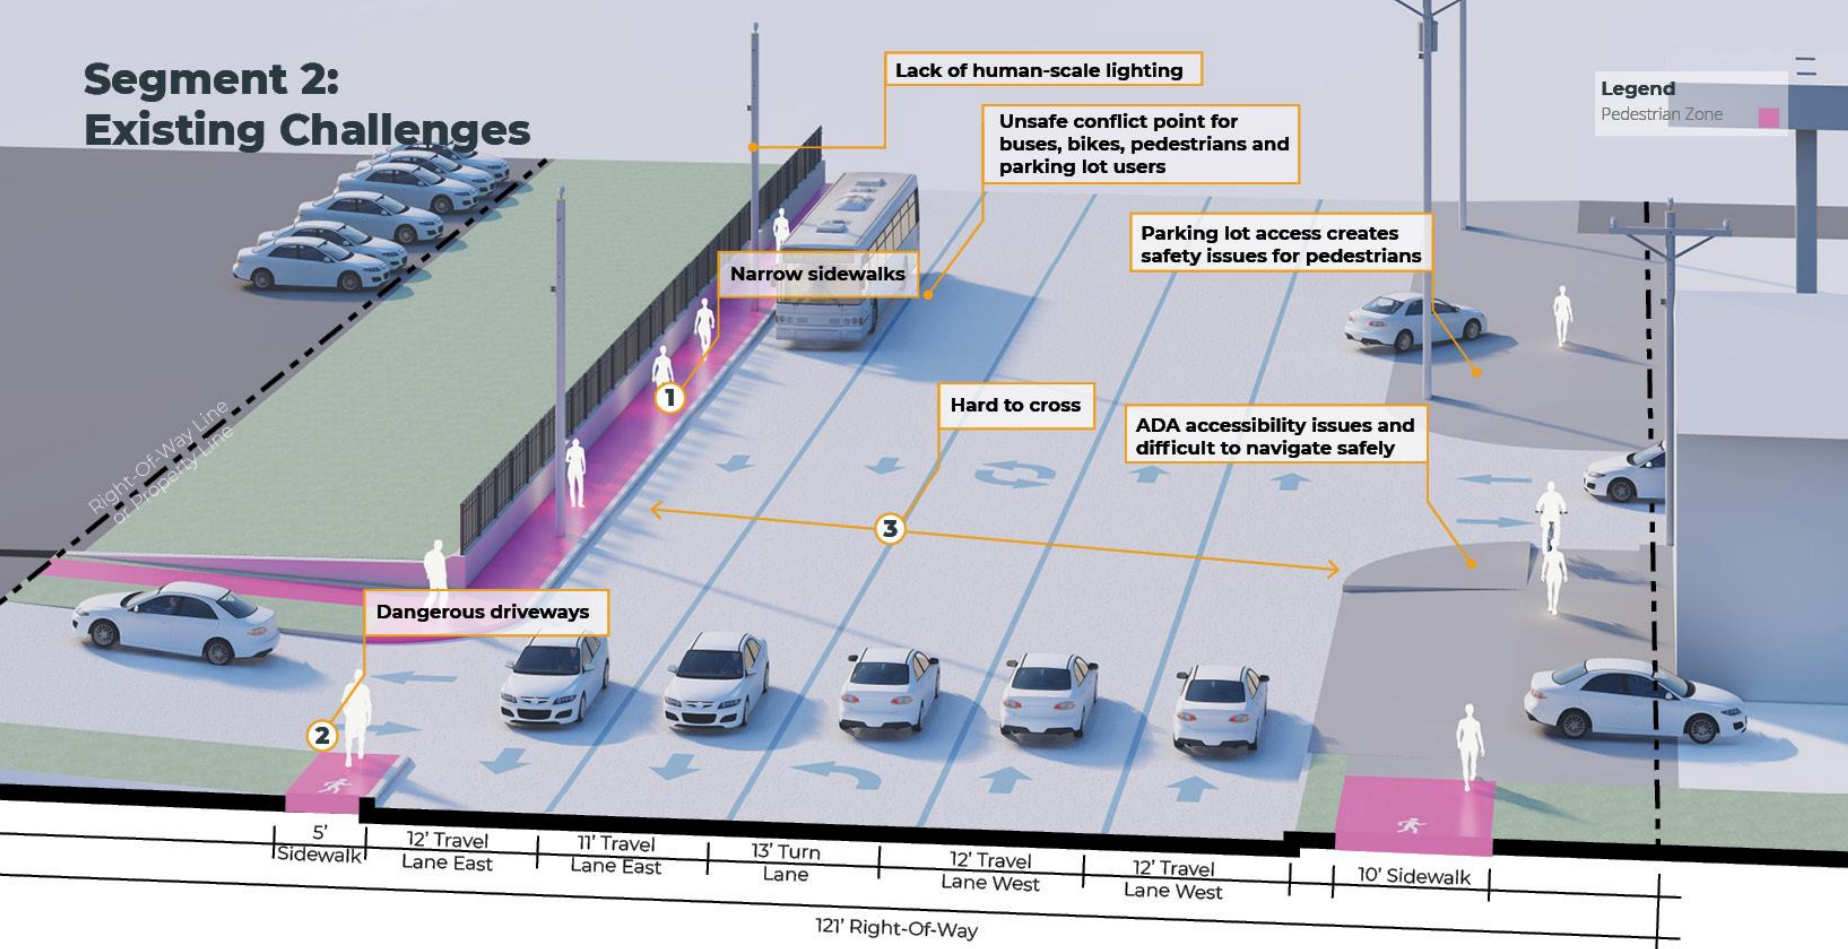 Segment 2:
Existing Challenges
Lack of human-scale lighting
Unsafe conflict point for
buses, bikes, pedestrians and
parking lot users
Legend
Pedestrian Zone
Parking lot access creates
safety issues for pedestrians
Narrow sidewalks
1
Hard to cross
ADA accessibility issues and
difficult to navigate safely
Right-Of-Way Line
or Property Line
3
Dangerous driveways
2
5'
Sidewalk
12' Travel
Lane East
11' Travel
Lane East
13' Turn
Lane
12' Travel
Lane West
12' Travel
Lane West
10' Sidewalk
121' Right-Of-Way